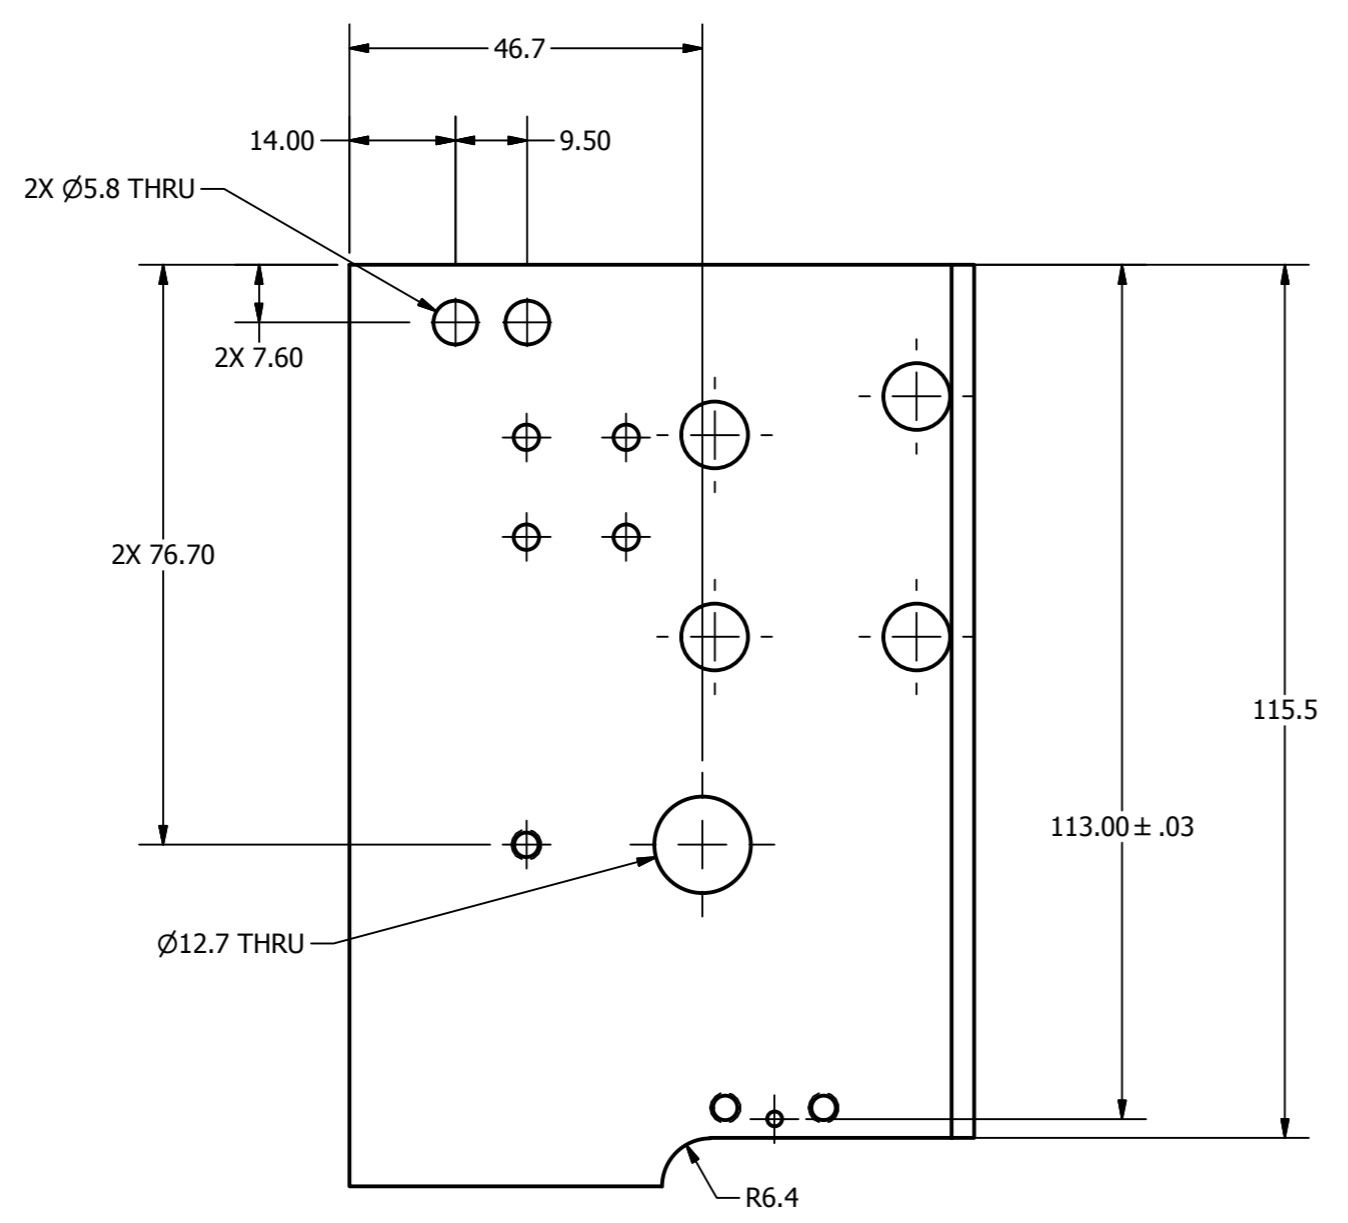 46.7
14.00
9.50
2X Ø5.8 THRU
2X 7.60
2X 76.70
115.5
113.00 ± .03
Ø12.7 THRU
R6.4